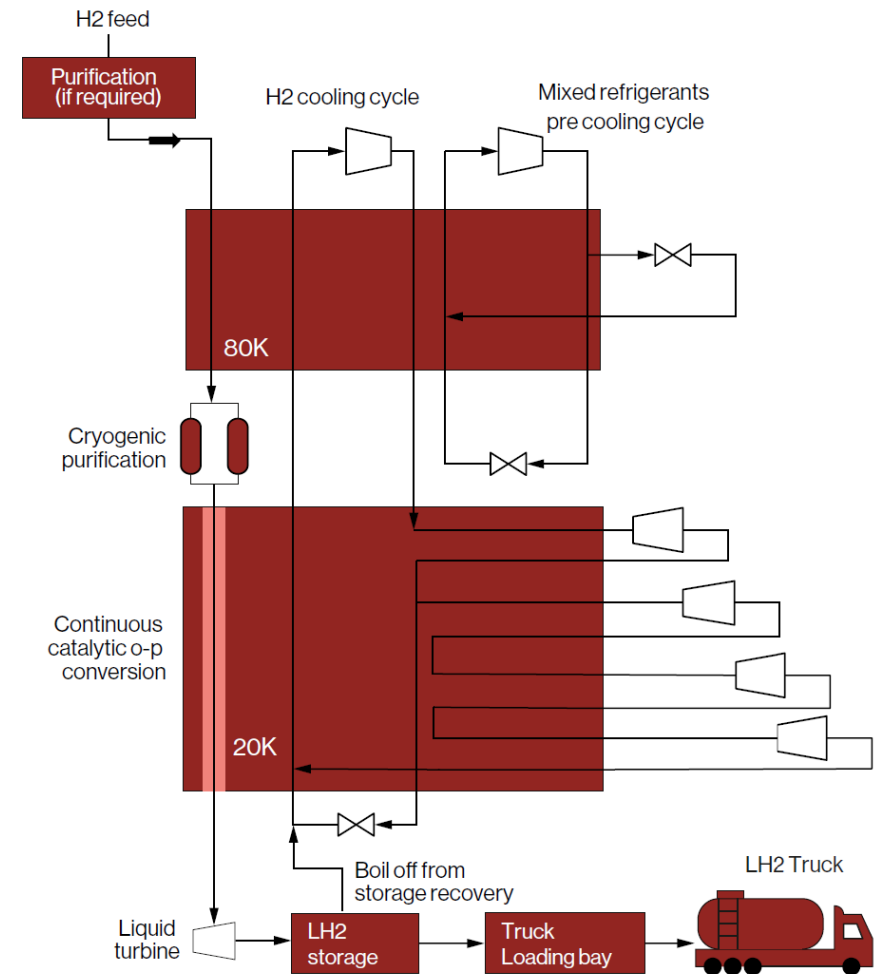 H2 feed
Purification
(if required)
H2 cooling cycle
Mixed refrigerants
pre cooling cycle
80K
Cryogenic
purification
Continuous
catalytic o-p
conversion
20K
Boil off from
storage recovery
LH2 Truck
Liquid
turbine
LH2
storage
Truck
Loading bay